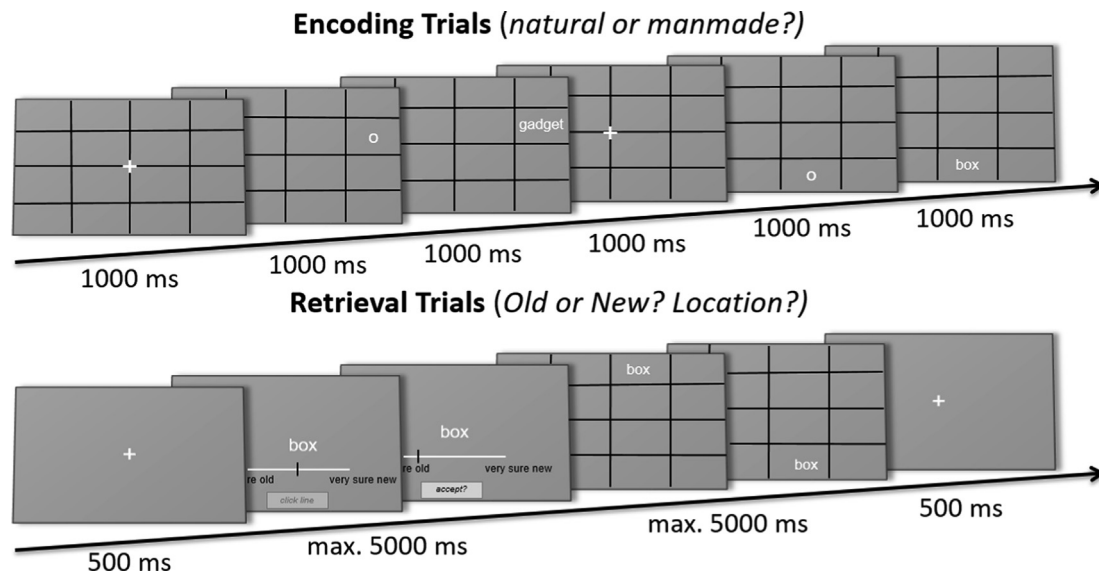 Encoding Trials (natural or manmade?)
+
o
gadget
+
o
box
1000 ms
1000 ms
1000 ms
1000 ms
1000 ms
1000 ms
Retrieval Trials (Old or New? Location?)
+
box
re old very sure new
click line
box
re old very sure new
accept?
box
box
+
500 ms
max. 5000 ms
max. 5000 ms
500 ms